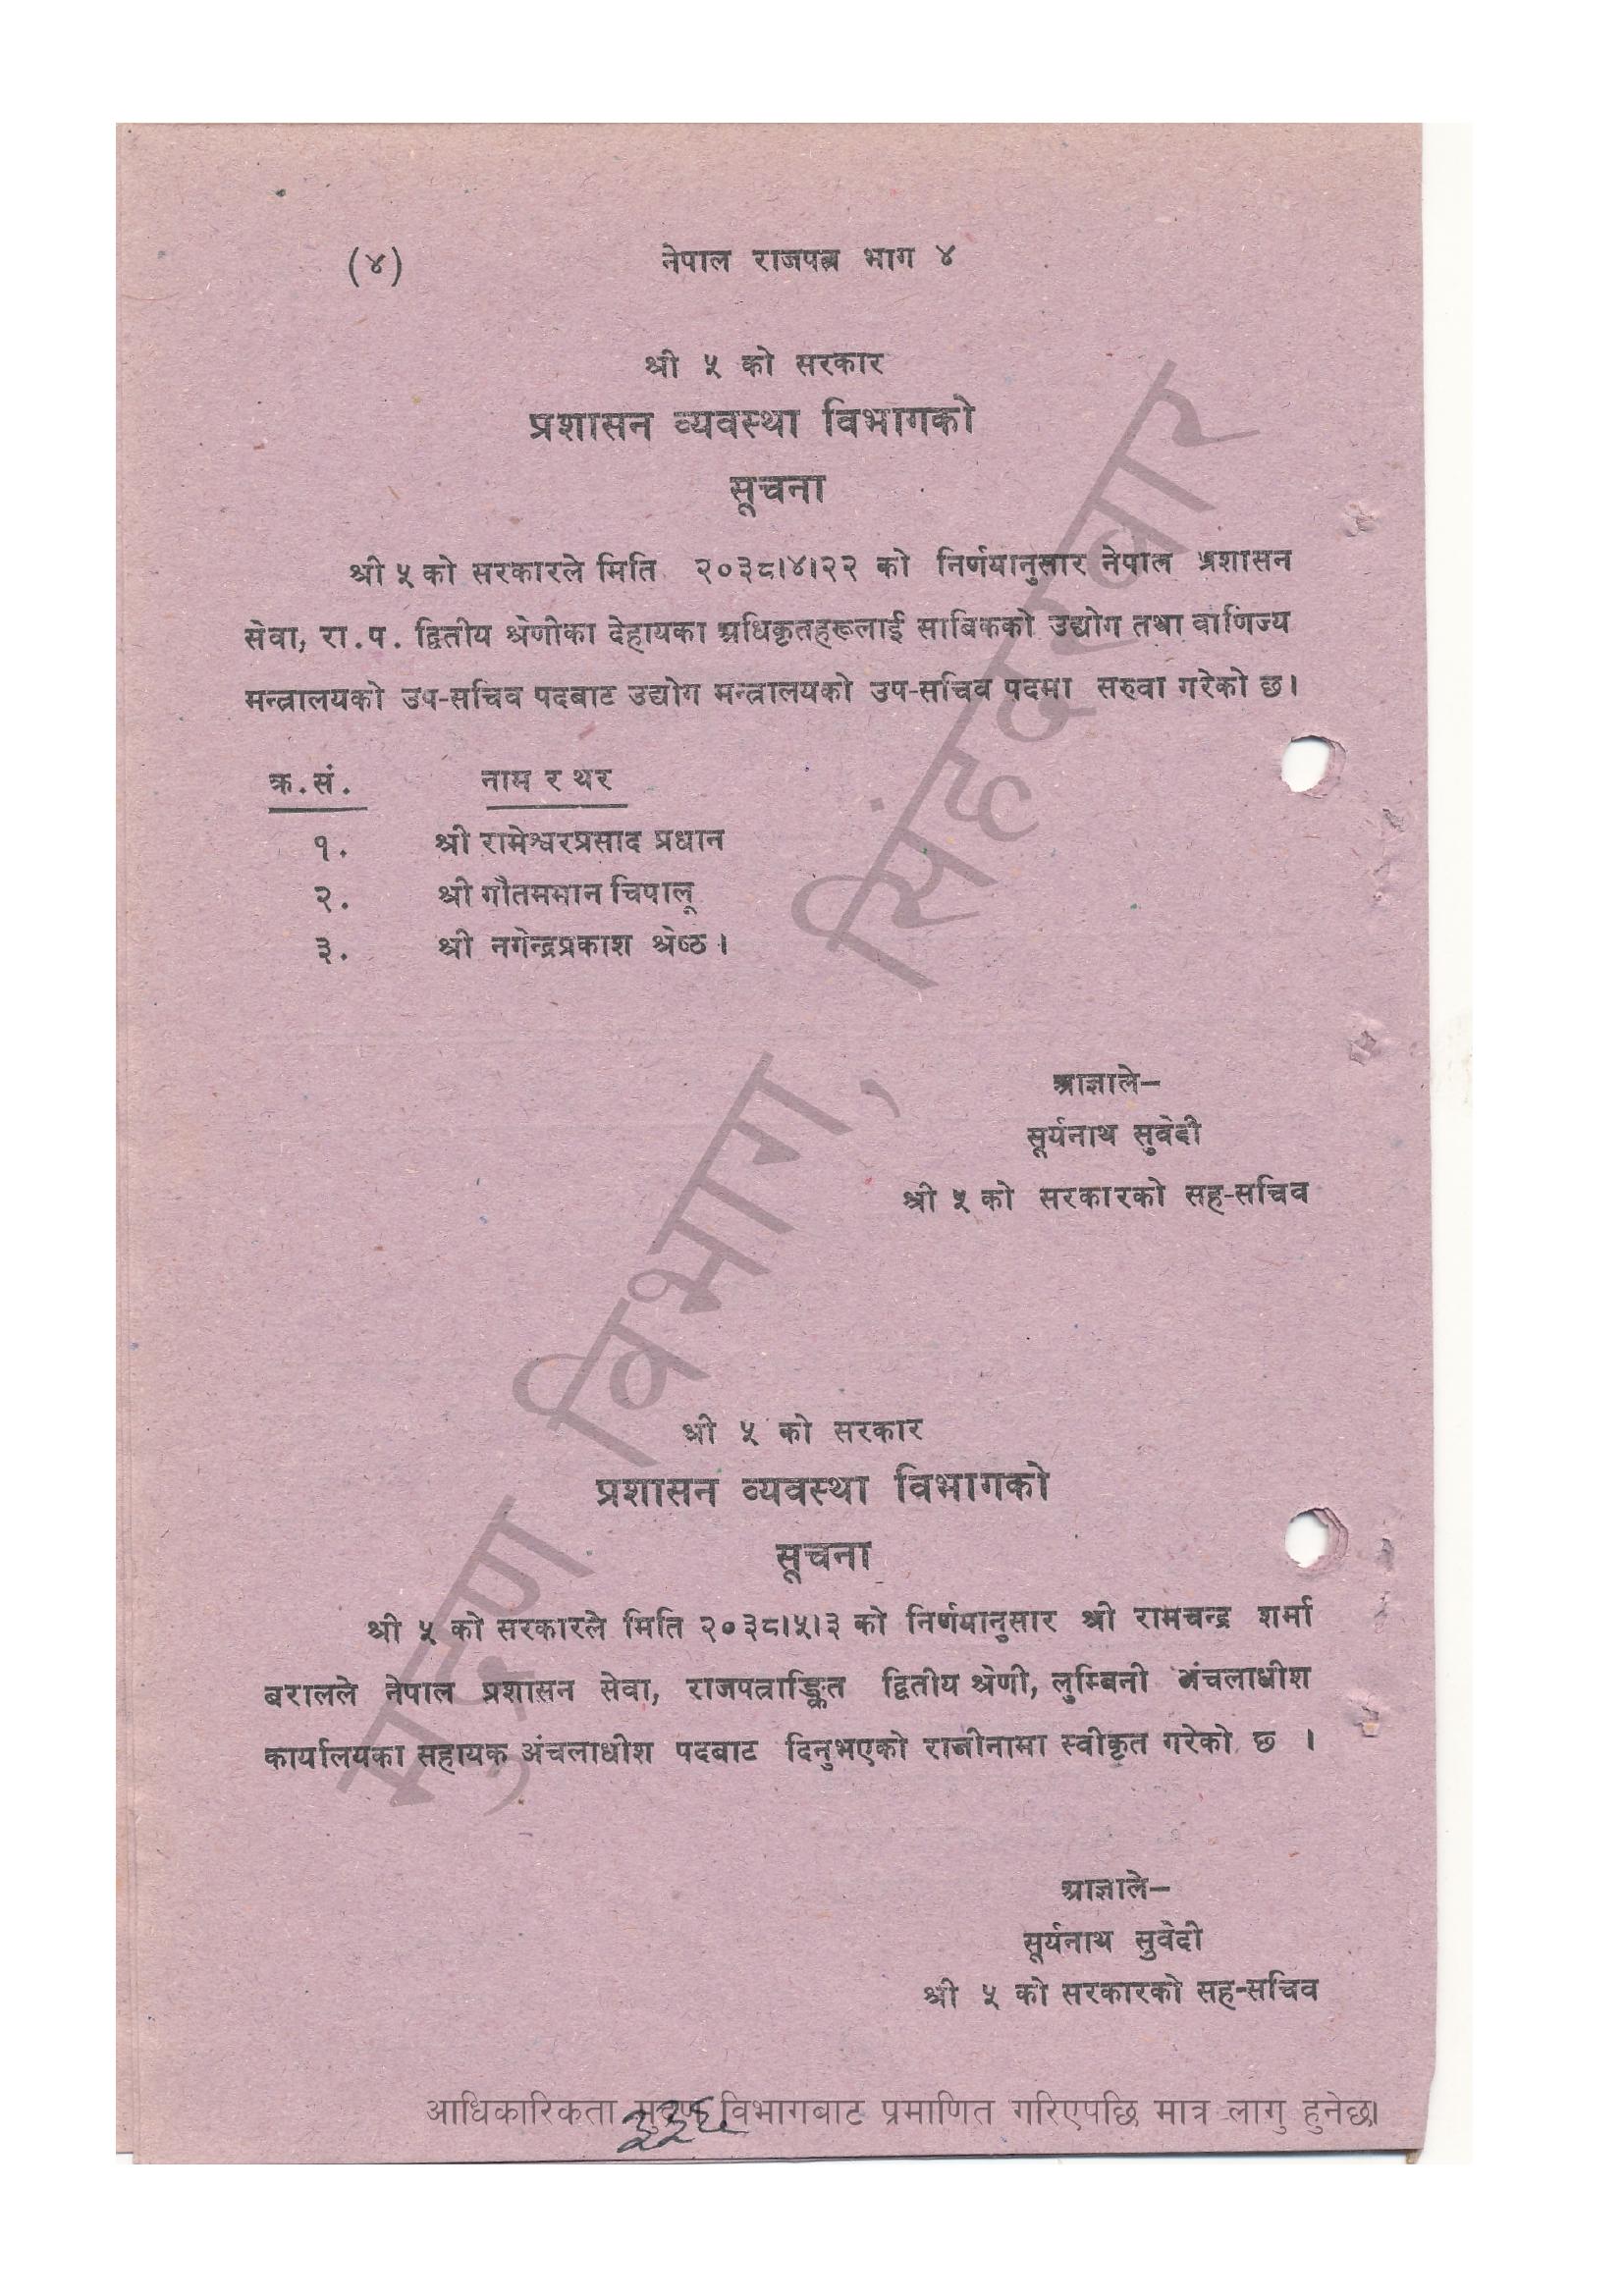 (४) नेपाल राजपत्र भाग ४
श्री ५ को सरकार
प्रशासन व्यवस्था विभागको
सूचना
श्री ५ को सरकारले मिति २०३८।४।२२ को निर्णयानुसार नेपाल प्रशासन
सेवा, रा.प. द्वितीय श्रेणीका देहायका अधिकृतहरूलाई साबिकको उद्योग तथा वाणिज्य
मन्त्रालयको उप-सचिव पदबाट उद्योग मन्त्रालयको उप-सचिव पदमा सरुवा गरेको छ।
क्र.सं. नाम र थर
१. श्री रामेश्वरप्रसाद प्रधान
२. श्री गौतममान चिपालू
३. श्री नगेन्द्रप्रकाश श्रेष्ठ।
आज्ञाले—
सूर्यनाथ सुवेदी
श्री ५ को सरकारको सह-सचिव
श्री ५ को सरकार
प्रशासन व्यवस्था विभागको
सूचना
श्री ५ को सरकारले मिति २०३८।५।३ को निर्णयानुसार श्री रामचन्द्र शर्मा
बरालले नेपाल प्रशासन सेवा, राजपत्राङ्कित द्वितीय श्रेणी, लुम्बिनी अंचलाधीश
कार्यालयका सहायक अंचलाधीश पदबाट दिनुभएको राजीनामा स्वीकृत गरेको छ ।
आज्ञाले—
सूर्यनाथ सुवेदी
श्री ५ को सरकारको सह-सचिव
आधिकारिकता मुद्रण विभागबाट प्रमाणित गरिएपछि मात्र लागु हुनेछ।
३३६
मुद्रण विभाग, सिंहदरबार